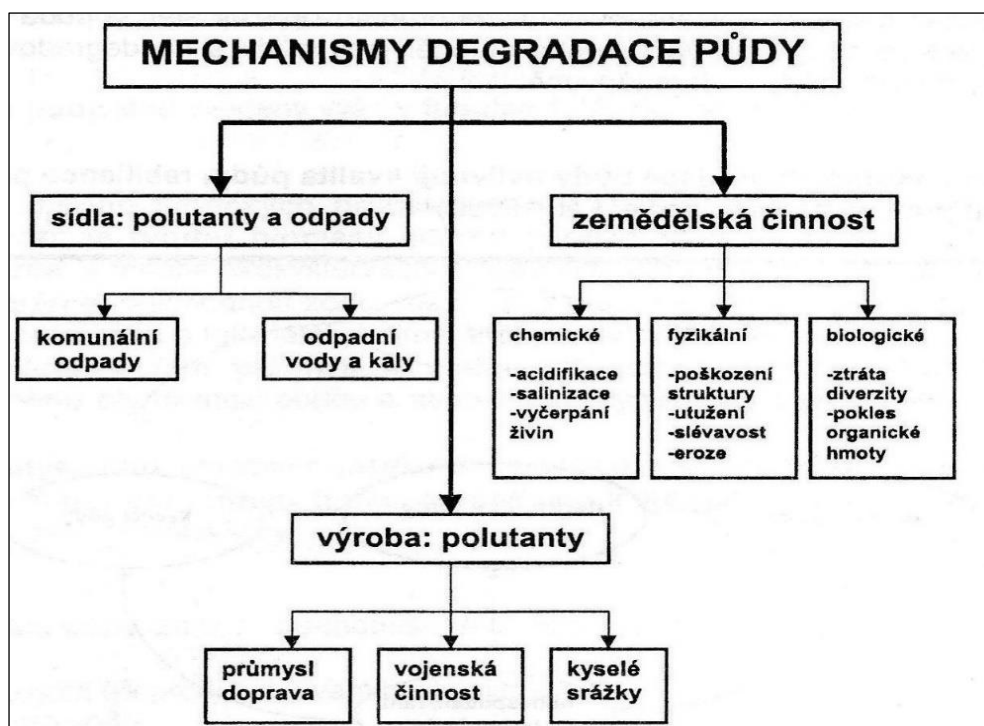 MECHANISMY DEGRADACE PŮDY
sídla: polutanty a odpady
zemědělská činnost
komunální
odpady
odpadní
vody a kaly
chemické
-acidifikace
-salinizace
-vyčerpání
živin
fyzikální
-poškození
struktury
-utužení
-slévavost
-eroze
biologické
-ztráta
diverzity
-pokles
organické
hmoty
výroba: polutanty
průmysl
doprava
vojenská
činnost
kyselé
srážky